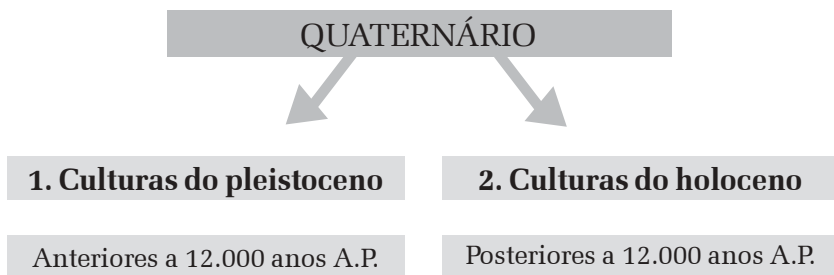 QUATERNÁRIO
1. Culturas do pleistoceno
2. Culturas do holoceno
Anteriores a 12.000 anos A.P.
Posteriores a 12.000 anos A.P.